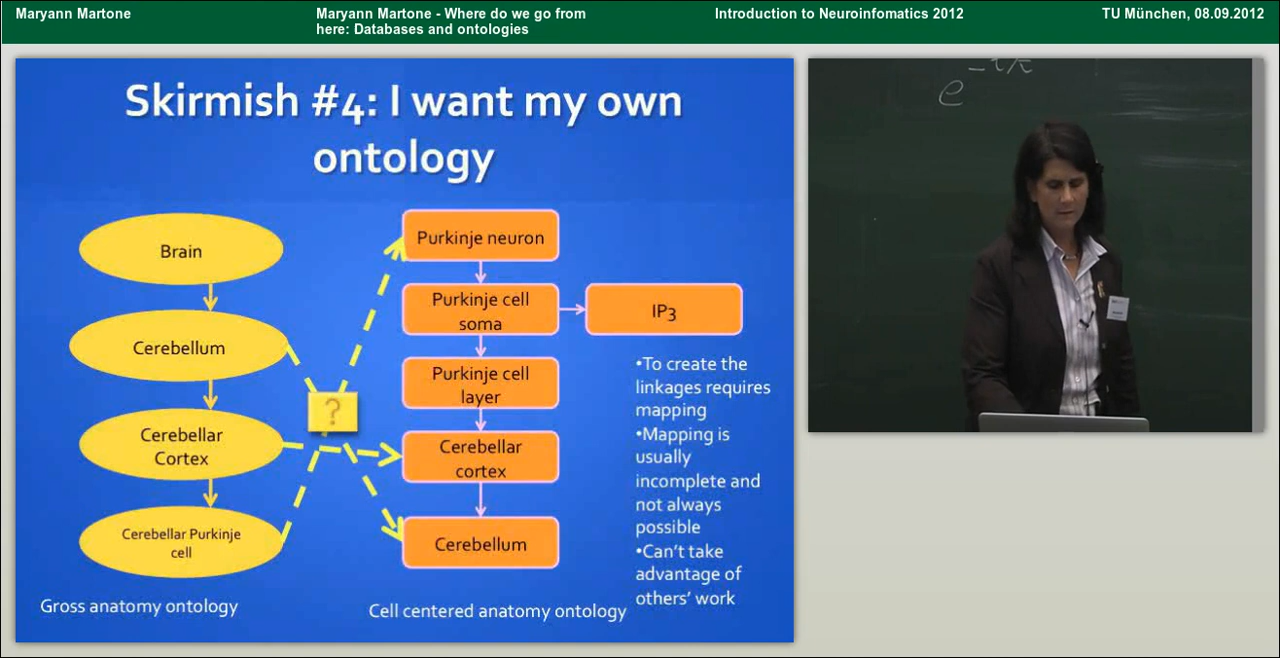 Maryann Martone
Maryann Martone - Where do we go from
here: Databases and ontologies
Introduction to Neuroinfomatics 2012
TU München, 08.09.2012
Skirmish #4: I want my own
ontology
Brain
Cerebellum
Cerebellar
Cortex
Cerebellar Purkinje
cell
Gross anatomy ontology
?
Purkinje neuron
Purkinje cell
soma
IP3
Purkinje cell
layer
Cerebellar
cortex
Cerebellum
Cell centered anatomy ontology
•To create the
linkages requires
mapping
•Mapping is
usually
incomplete and
not always
possible
•Can't take
advantage of
others' work
e